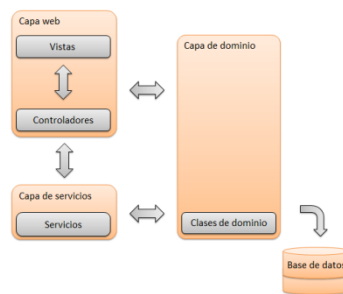 Capa web
Vistas
Controladores
Capa de servicios
Servicios
Capa de dominio
Clases de dominio
Base de datos